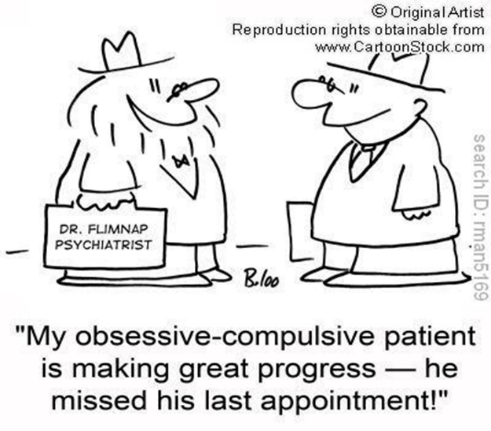 © Original Artist
Reproduction rights obtainable from
www.CartoonStock.com
DR. FLIMNAP
PSYCHIATRIST
B.loo
search ID: rman5169
"My obsessive-compulsive patient
is making great progress — he
missed his last appointment!"